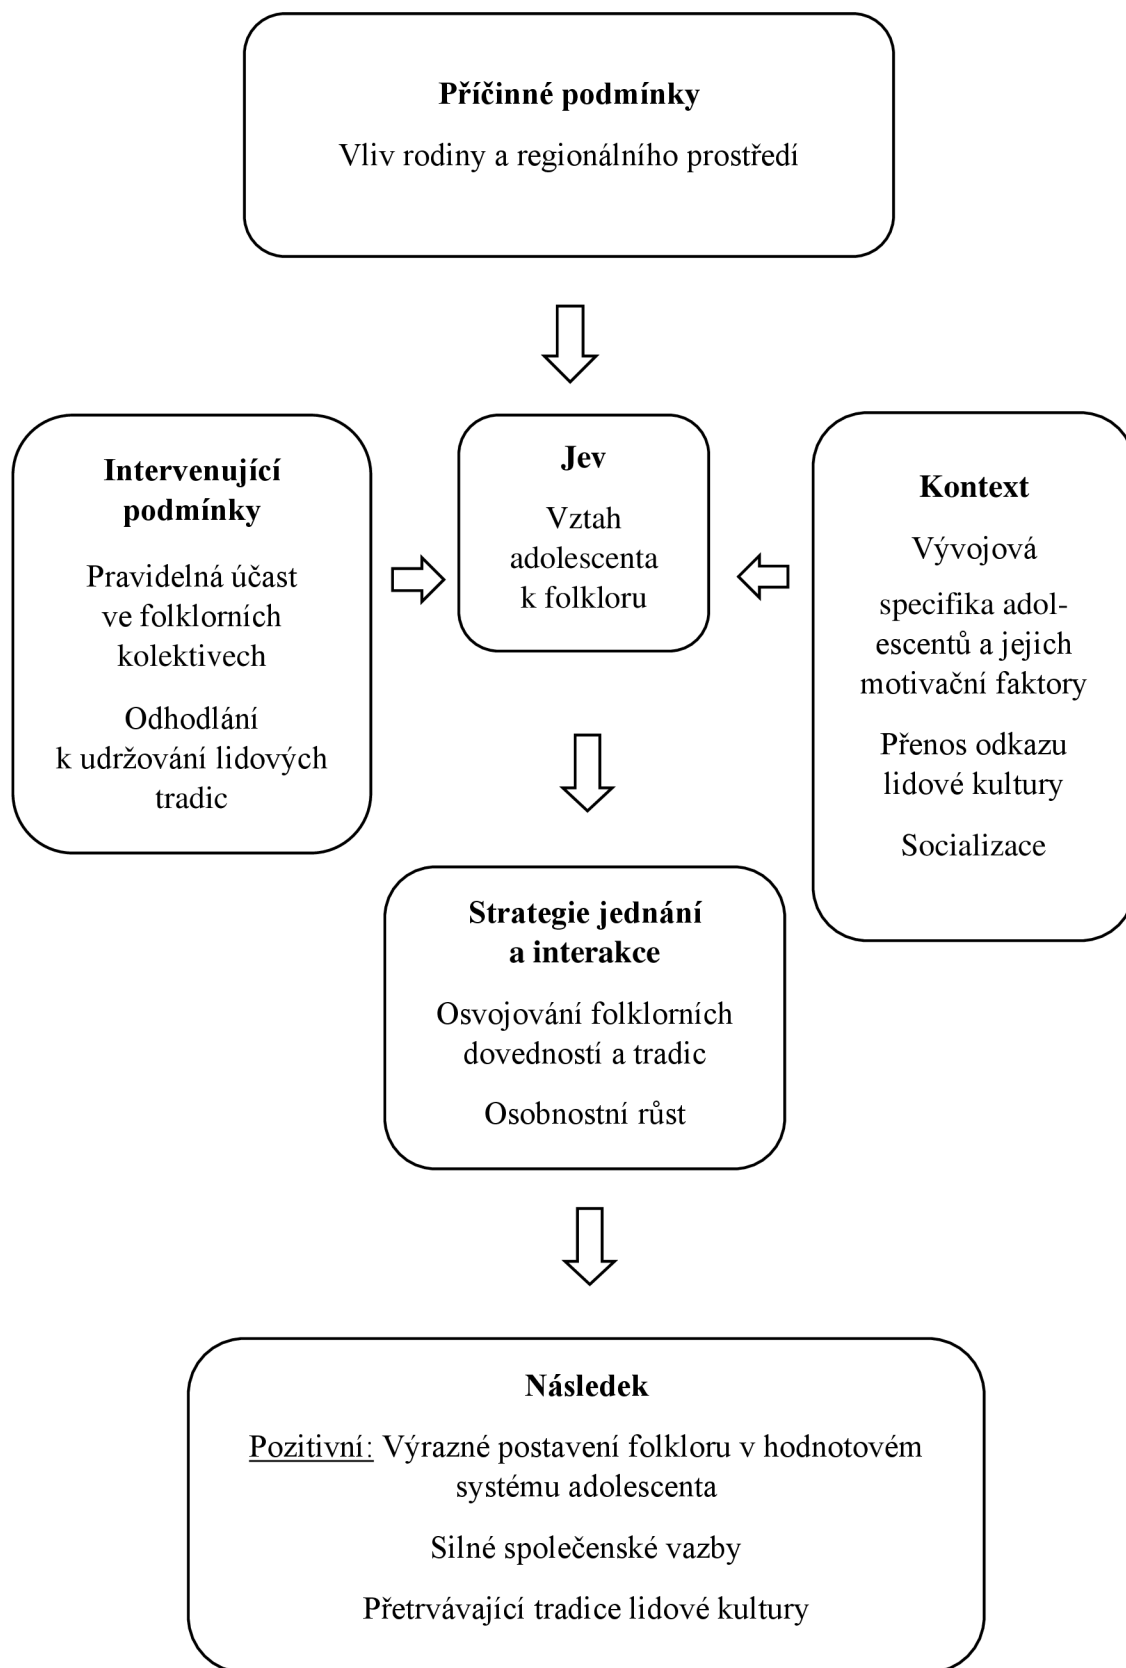 Příčinné podmínky
Vliv rodiny a regionálního prostředí
Intervenující
podmínky
Pravidelná účast
ve folklorních
kolektivech
Odhodlání
k udržování lidových
tradic
Jev
Vztah
adolescenta
k folkloru
Kontext
Vývojová
specifika adol-
escentů a jejich
motivační faktory
Přenos odkazu
lidové kultury
Socializace
Strategie jednání
a interakce
Osvojování folklorních
dovedností a tradic
Osobnostní růst
Následek
Pozitivní: Výrazné postavení folkloru v hodnotovém
systému adolescenta
Silné společenské vazby
Přetrvávající tradice lidové kultury